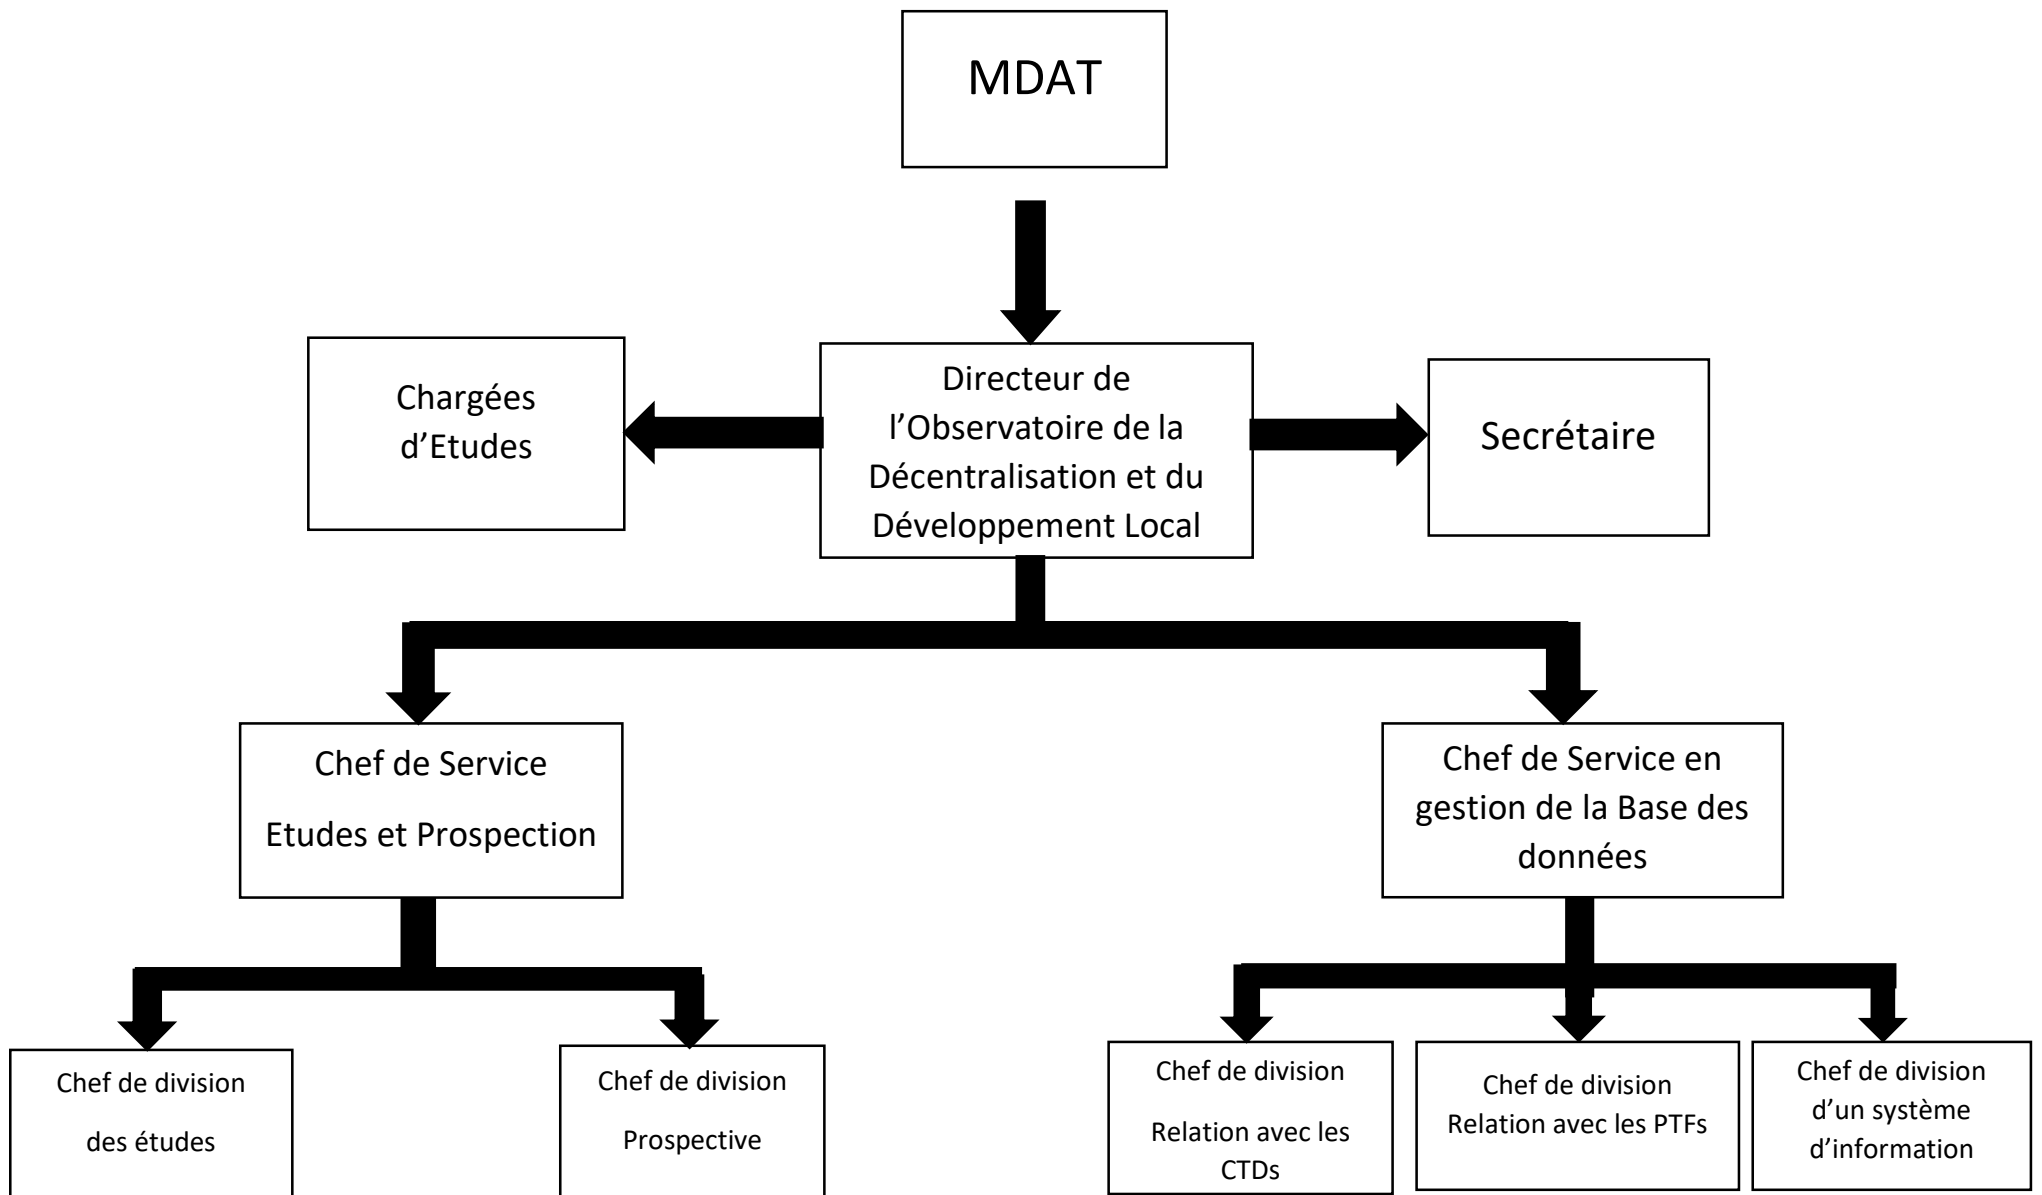 MDAT
Chargées
d’Etudes
Directeur de
l’Observatoire de la
Décentralisation et du
Développement Local
Secrétaire
Chef de Service
Etudes et Prospection
Chef de Service en
gestion de la Base des
données
Chef de division
des études
Chef de division
Prospective
Chef de division
Relation avec les
CTDs
Chef de division
Relation avec les PTFs
Chef de division
d’un système
d’information